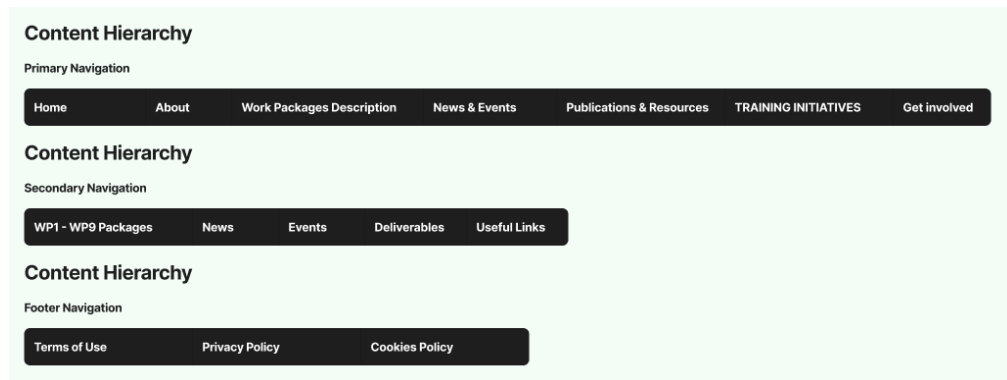 Content Hierarchy
Primary Navigation
Home About Work Packages Description News & Events Publications & Resources TRAINING INITIATIVES Get involved
Content Hierarchy
Secondary Navigation
WP1 - WP9 Packages News Events Deliverables Useful Links
Content Hierarchy
Footer Navigation
Terms of Use Privacy Policy Cookies Policy